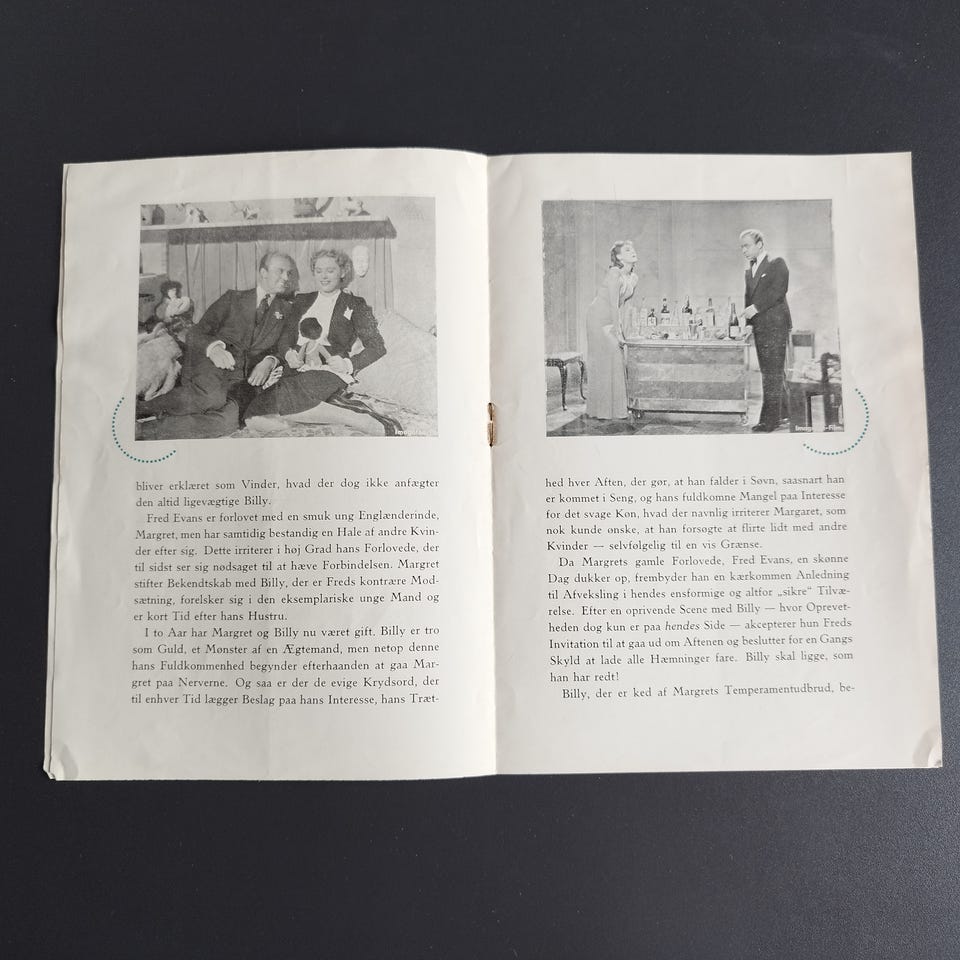 Imagoton-Film
bliver erklæret som Vinder, hvad der dog ikke anfægter
den altid ligevægtige Billy.
Fred Evans er forlovet med en smuk ung Englænderinde,
Margret, men har samtidig bestandig en Hale af andre Kvin-
der efter sig. Dette irriterer i høj Grad hans Forlovede, der
til sidst ser sig nødsaget til at hæve Forbindelsen. Margret
stifter Bekendtskab med Billy, der er Freds kontrære Mod-
sætning, forelsker sig i den eksemplariske unge Mand og
er kort Tid efter hans Hustru.
I to Aar har Margret og Billy nu været gift. Billy er tro
som Guld, et Mønster af en Ægtemand, men netop denne
hans Fuldkommenhed begynder efterhaanden at gaa Mar-
gret paa Nerverne. Og saa er der de evige Krydsord, der
til enhver Tid lægger Beslag paa hans Interesse, hans Træt-
Film
hed hver Aften, der gør, at han falder i Søvn, saasnart han
er kommet i Seng, og hans fuldkomne Mangel paa Interesse
for det svage Køn, hvad der navnlig irriterer Margaret, som
nok kunde ønske, at han forsøgte at flirte lidt med andre
Kvinder — selvfølgelig til en vis Grænse.
Da Margrets gamle Forlovede, Fred Evans, en skønne
Dag dukker op, frembyder han en kærkommen Anledning
til Afveksling i hendes ensformige og altfor „sikre" Tilvæ-
relse. Efter en oprivende Scene med Billy — hvor Oprevet-
heden dog kun er paa hendes Side — akcepterer hun Freds
Invitation til at gaa ud om Aftenen og beslutter for en Gangs
Skyld at lade alle Hæmninger fare. Billy skal ligge, som
han har redt!
Billy, der er ked af Margrets Temperamentudbrud, be-